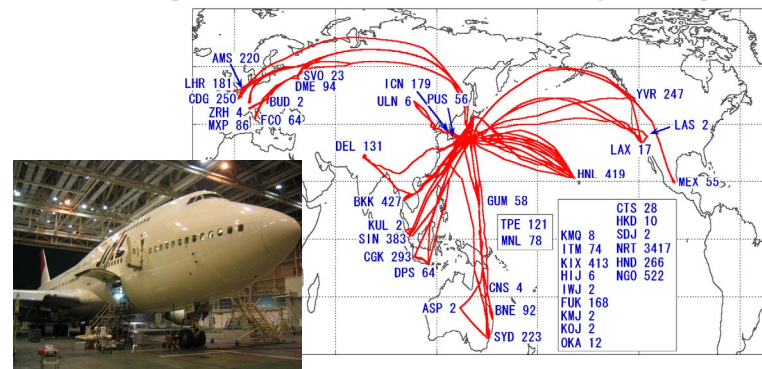 AMS 220
SVO 23
DME 94
LHR 181
CDG 250
BUD 2
ZRH 4
FCO 64
MXP 86
ICN 179
ULN 6
PUS 56
YVR 247
LAS 2
LAX 17
DEL 131
HNL 419
MEX 55
BKK 427
GUM 58
KUL 2
SIN 383
CGK 293
DPS 64
TPE 121
MNL 78
CNS 4
ASP 2
BNE 92
SYD 223
KMQ 8
ITM 74
KIX 413
HIJ 6
IWJ 2
FUK 168
KMJ 2
KOJ 2
OKA 12
CTS 28
HKD 10
SDJ 2
NRT 3417
HND 266
NGO 522